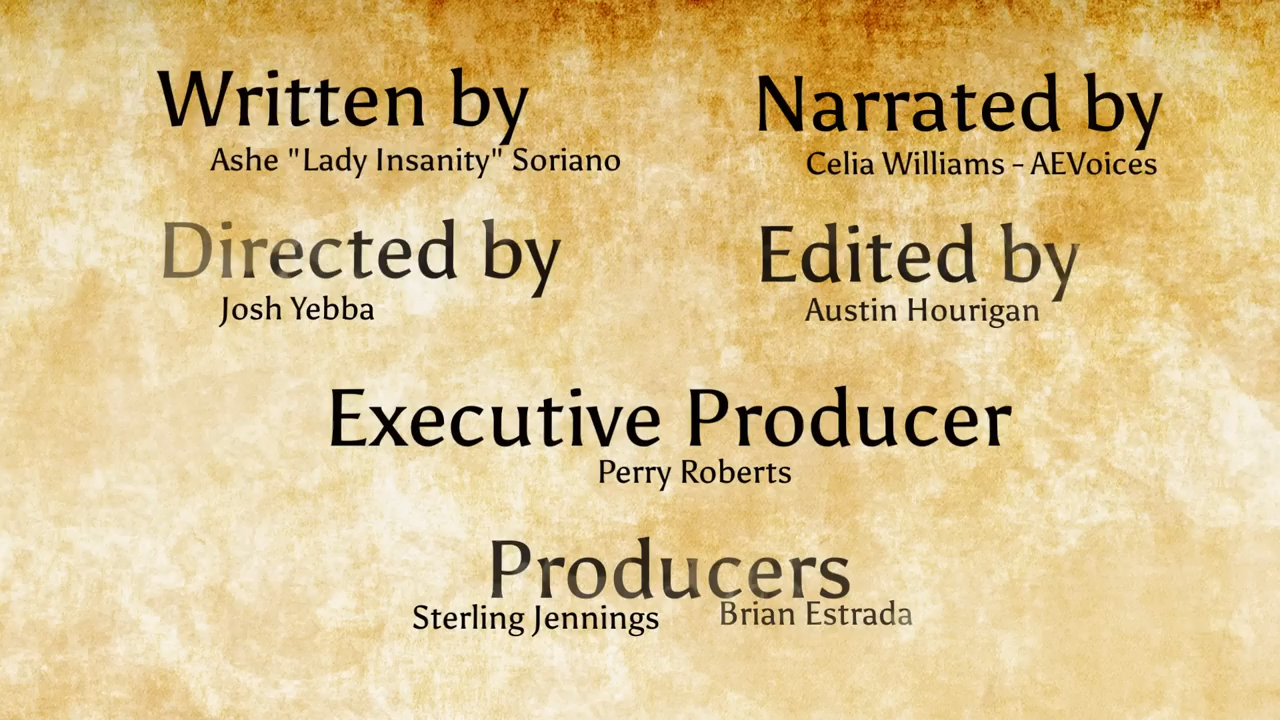 Written by
Ashe "Lady Insanity" Soriano
Narrated by
Celia Williams - AEVoices
Directed by
Josh Yebba
Edited by
Austin Hourigan
Executive Producer
Perry Roberts
Producers
Sterling Jennings
Brian Estrada